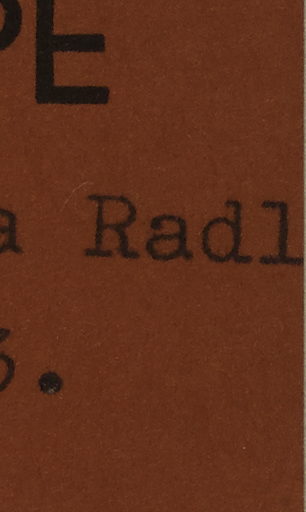 PE
a Radl
3.